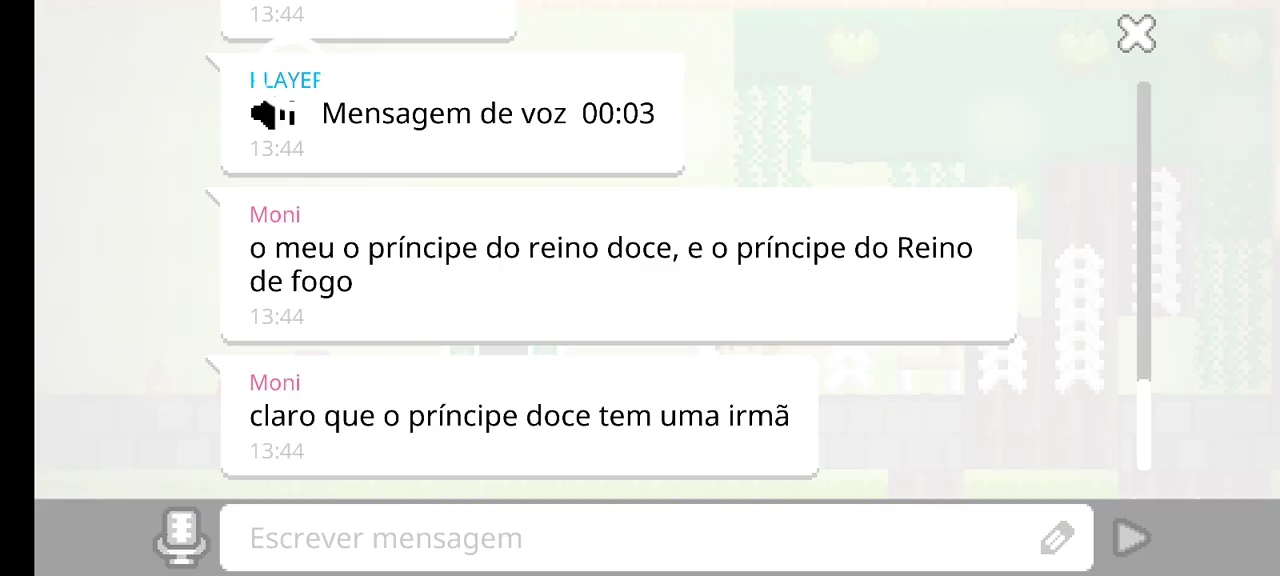 13:44
PLAYER
Mensagem de voz 00:03
13:44
Moni
o meu o príncipe do reino doce, e o príncipe do Reino
de fogo
13:44
Moni
claro que o príncipe doce tem uma irmã
13:44
Escrever mensagem